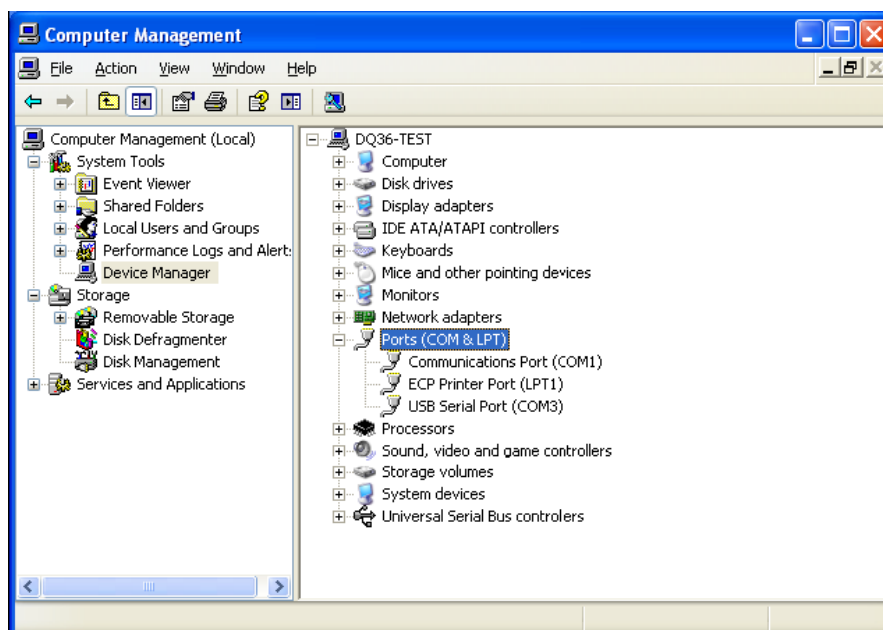 Computer Management
File Action View Window Help
Computer Management (Local)
System Tools
Event Viewer
Shared Folders
Local Users and Groups
Performance Logs and Alert:
Device Manager
Storage
Removable Storage
Disk Defragmenter
Disk Management
Services and Applications
DQ36-TEST
Computer
Disk drives
Display adapters
IDE ATA/ATAPI controllers
Keyboards
Mice and other pointing devices
Monitors
Network adapters
Ports (COM & LPT)
Communications Port (COM1)
ECP Printer Port (LPT1)
USB Serial Port (COM3)
Processors
Sound, video and game controllers
Storage volumes
System devices
Universal Serial Bus controlers